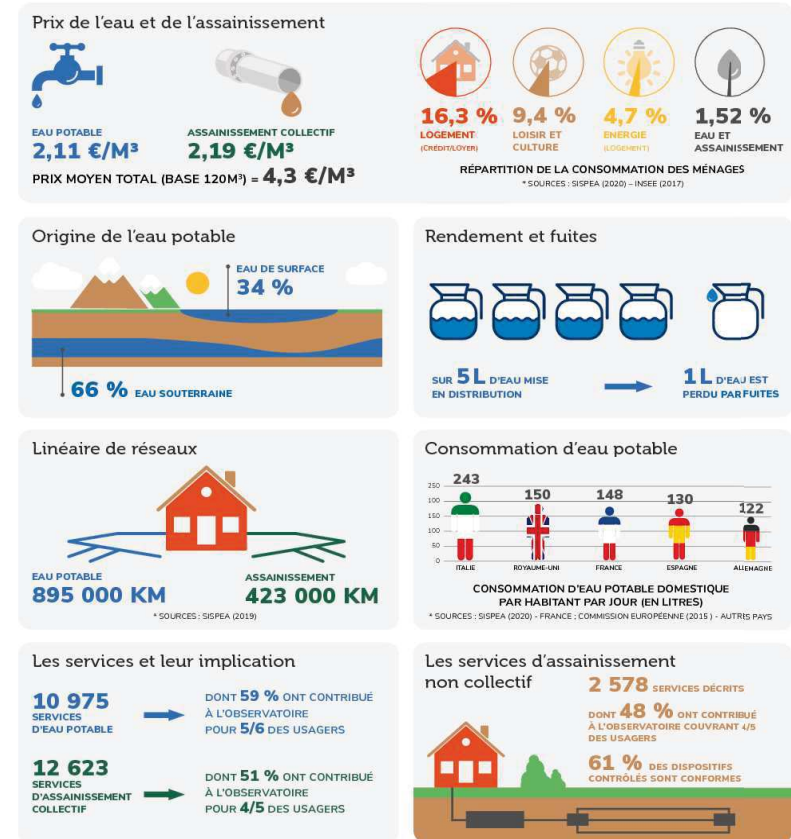 Prix de l'eau et de l'assainissement
EAU POTABLE
2,11 €/M³
ASSAINISSEMENT COLLECTIF
2,19 €/M³
PRIX MOYEN TOTAL (BASE 120M³) = 4,3 €/M³
16,3 %
LOGEMENT
(CRÉDIT/LOYER)
9,4 %
LOISIR ET
CULTURE
4,7 %
ENERGIE
(LOGEMENT)
1,52 %
EAU ET
ASSAINISSEMENT
RÉPARTITION DE LA CONSOMMATION DES MÉNAGES
* SOURCES : SISPEA (2020) – INSEE (2017)
Origine de l'eau potable
EAU DE SURFACE
34 %
66 % EAU SOUTERRAINE
Rendement et fuites
SUR 5 L D'EAU MISE
EN DISTRIBUTION
1 L D'EAU EST
PERDU PAR FUITES
Linéaire de réseaux
EAU POTABLE
895 000 KM
ASSAINISSEMENT
423 000 KM
* SOURCES : SISPEA (2019)
Consommation d'eau potable
250
100
150
100
50
0
243
150
148
130
122
ITALIE
ROYAUME-UNI
FRANCE
ESPAGNE
ALLEMAGNE
CONSOMMATION D'EAU POTABLE DOMESTIQUE
PAR HABITANT PAR JOUR (EN LITRES)
* SOURCES : SISPEA (2020) - FRANCE ; COMMISSION EUROPÉENNE (2015 ) - AUTRES PAYS
Les services et leur implication
10 975
SERVICES
D'EAU POTABLE
DONT 59 % ONT CONTRIBUÉ
À L'OBSERVATOIRE
POUR 5/6 DES USAGERS
12 623
SERVICES
D'ASSAINISSEMENT
COLLECTIF
DONT 51 % ONT CONTRIBUÉ
À L'OBSERVATOIRE
POUR 4/5 DES USAGERS
Les services d'assainissement
non collectif
2 578 SERVICES DÉCRITS
DONT 48 % ONT CONTRIBUÉ
À L'OBSERVATOIRE COUVRANT 4/5
DES USAGERS
61 % DES DISPOSITIFS
CONTRÔLÉS SONT CONFORMES